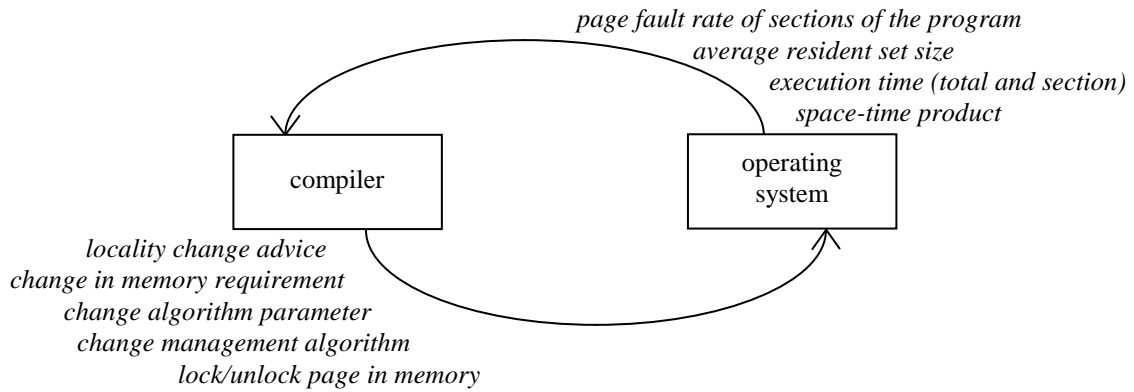 page fault rate of sections of the program
average resident set size
execution time (total and section)
space-time product
compiler
operating
system
locality change advice
change in memory requirement
change algorithm parameter
change management algorithm
lock/unlock page in memory